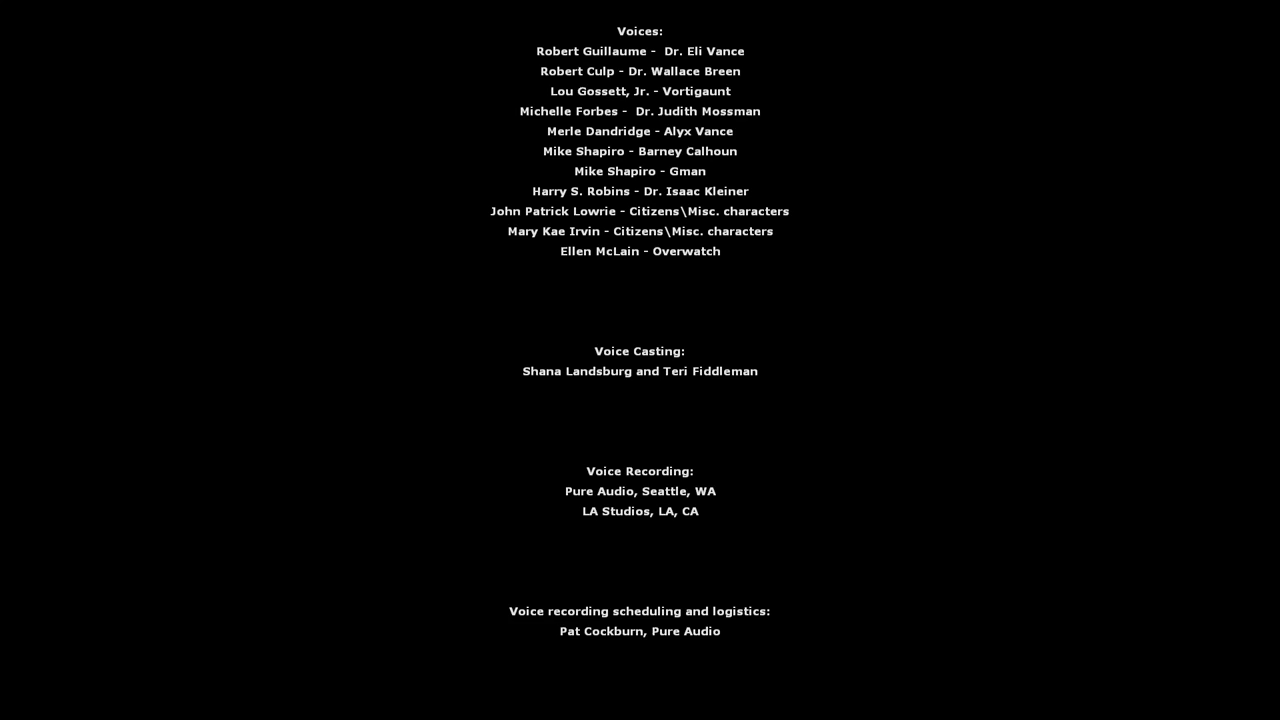 Voices:
Robert Guillaume -  Dr. Eli Vance
Robert Culp - Dr. Wallace Breen
Lou Gossett, Jr. - Vortigaunt
Michelle Forbes -  Dr. Judith Mossman
Merle Dandridge - Alyx Vance
Mike Shapiro - Barney Calhoun
Mike Shapiro - Gman
Harry S. Robins - Dr. Isaac Kleiner
John Patrick Lowrie - Citizens\Misc. characters
Mary Kae Irvin - Citizens\Misc. characters
Ellen McLain - Overwatch
Voice Casting:
Shana Landsburg and Teri Fiddleman
Voice Recording:
Pure Audio, Seattle, WA
LA Studios, LA, CA
Voice recording scheduling and logistics:
Pat Cockburn, Pure Audio